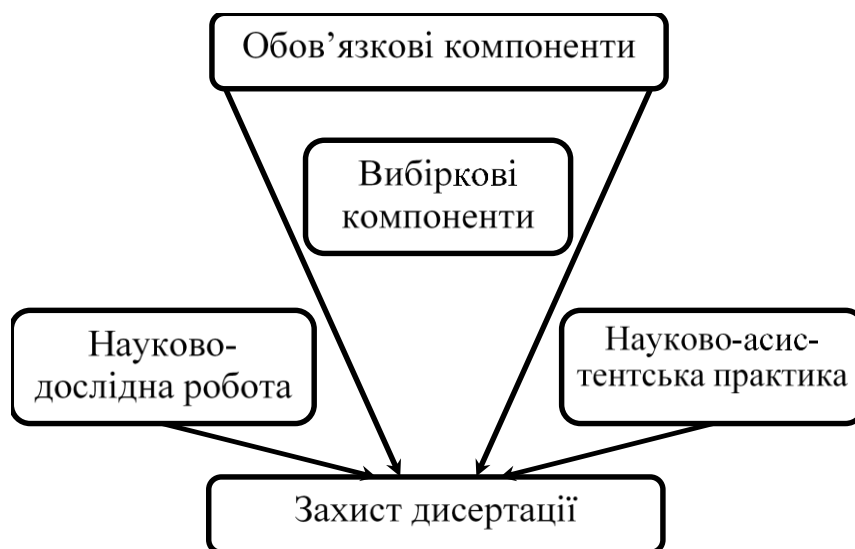 Обов’язкові компоненти
Вибіркові
компоненти
Науково-
дослідна робота
Науково-асис-
тентська практика
Захист дисертації